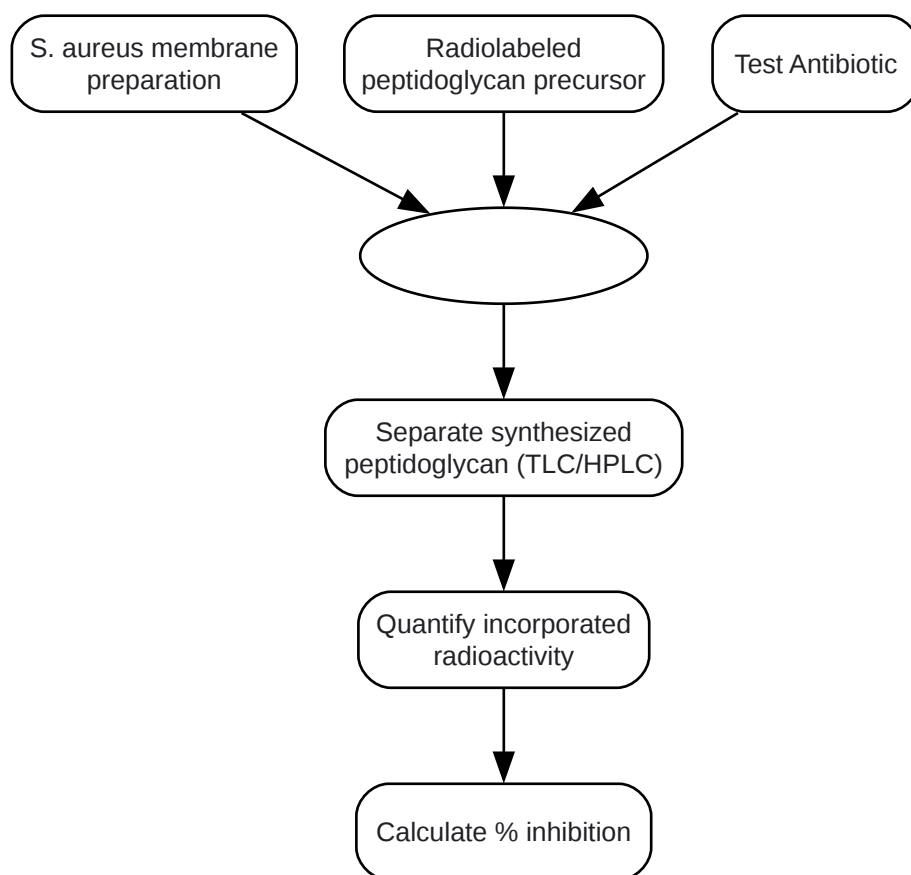 S. aureus membrane
preparation
Radiolabeled
peptidoglycan precursor
Test Antibiotic
Separate synthesized
peptidoglycan (TLC/HPLC)
Quantify incorporated
radioactivity
Calculate % inhibition